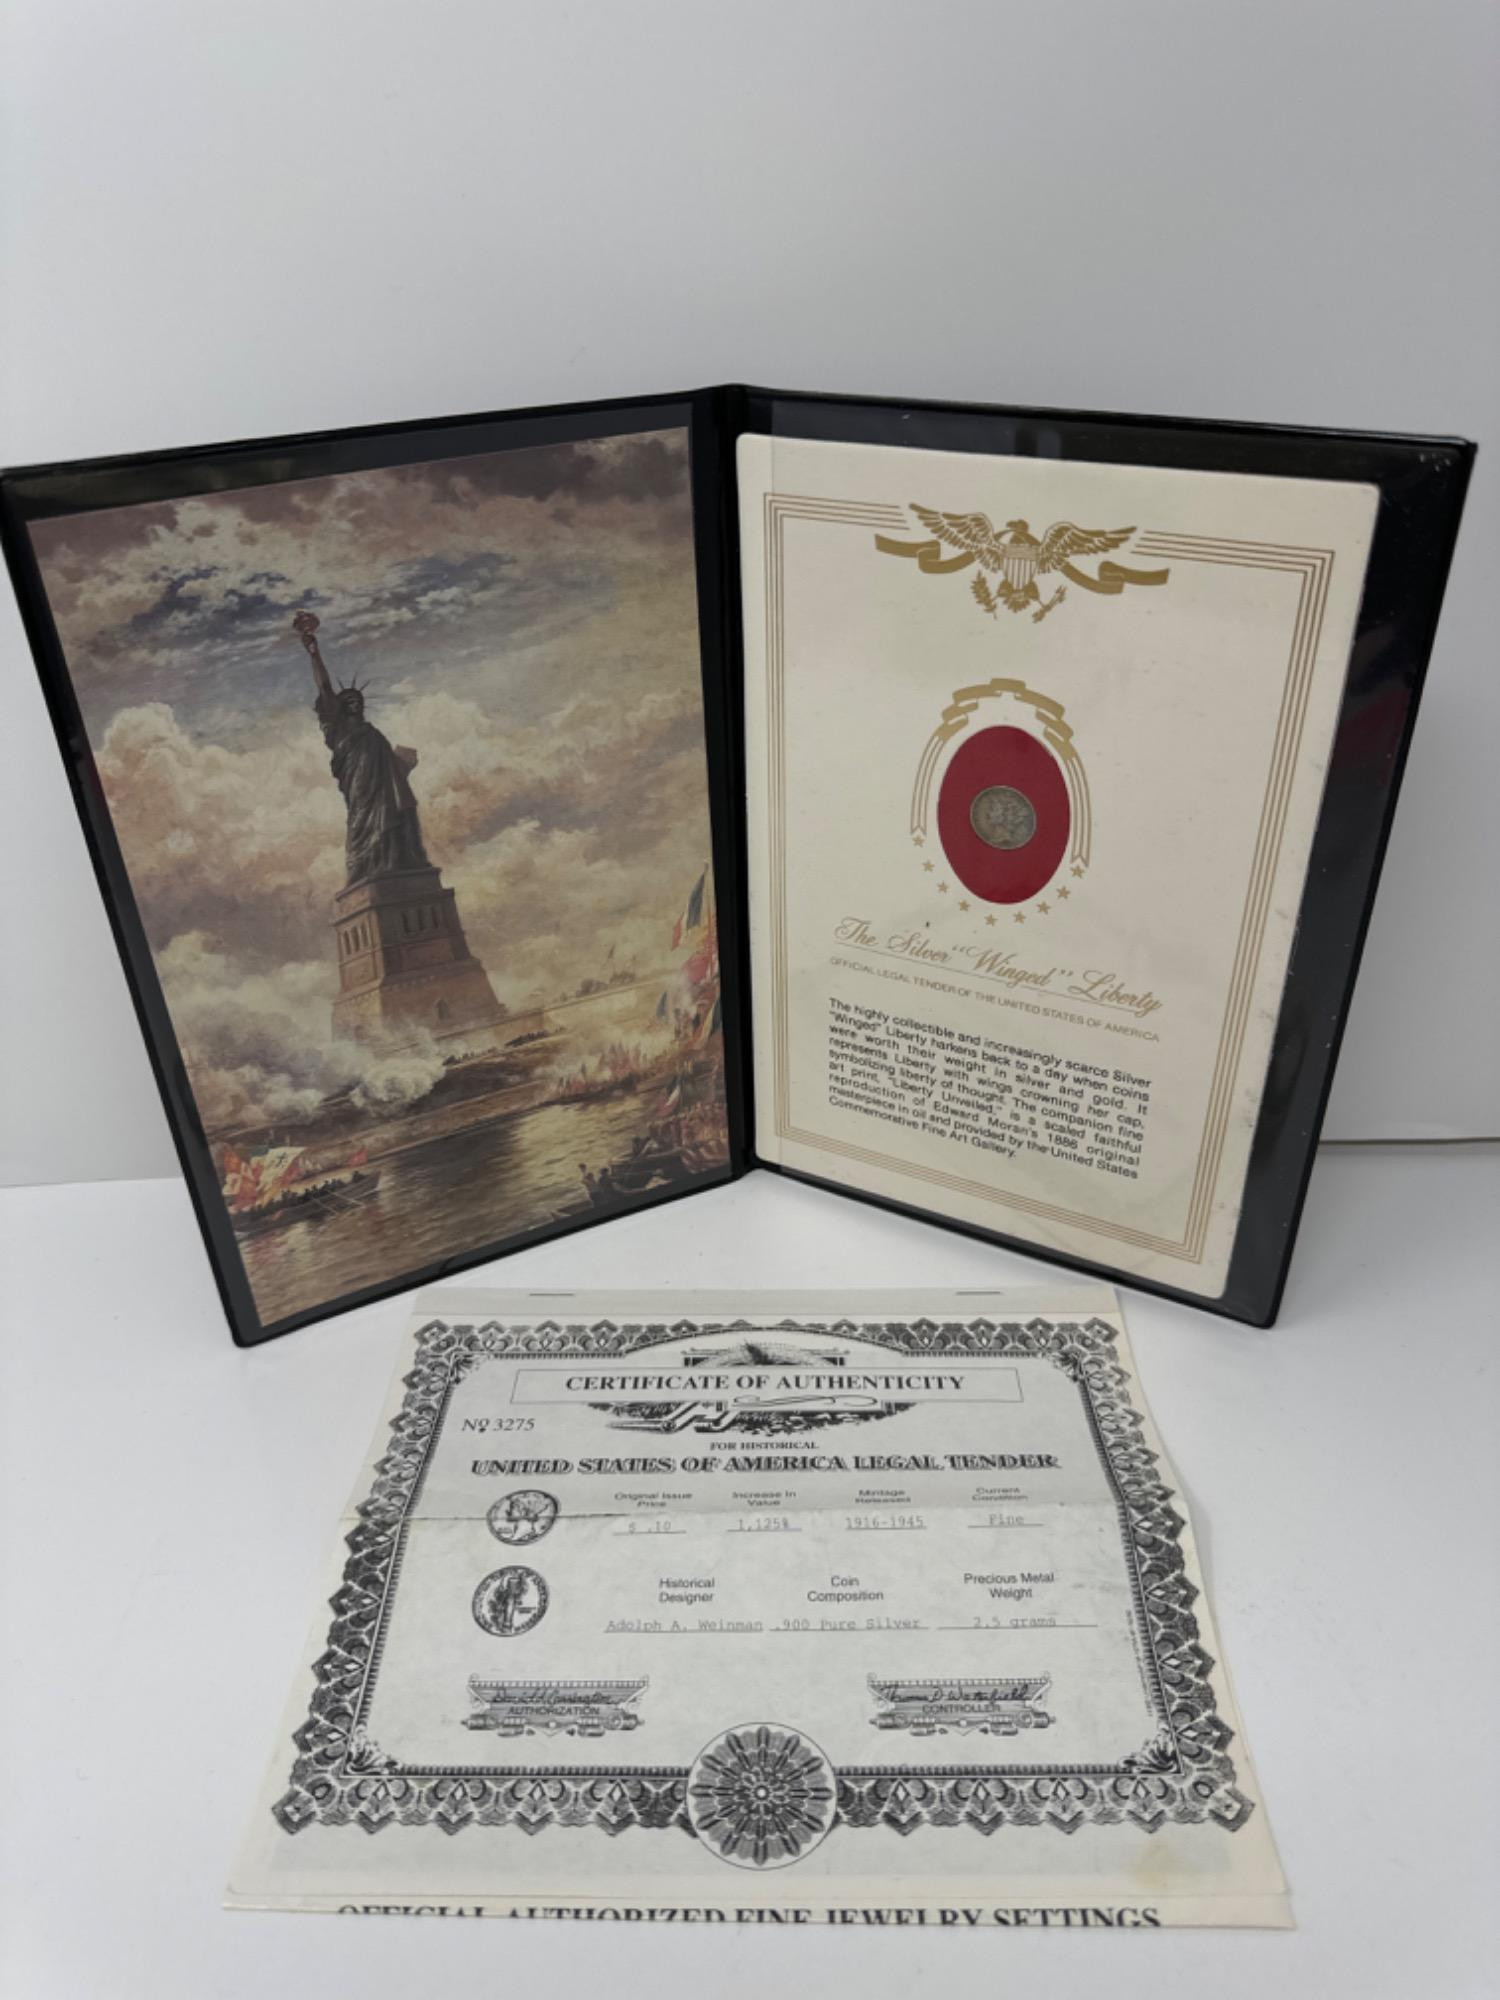 The Silver "Winged" Liberty
OFFICIAL LEGAL TENDER OF THE UNITED STATES OF AMERICA
The highly collectible and increasingly scarce Silver
"Winged" Liberty harkens back to a day when coins
were worth their weight in silver and gold. It
represents Liberty with wings crowning her cap,
symbolizing liberty of thought. The companion fine
art print, "Liberty Unveiled," is a scaled faithful
reproduction of Edward Moran's 1886 original
masterpiece in oil and provided by the United States
Commemorative Fine Art Gallery.
CERTIFICATE OF AUTHENTICITY
No 3275
FOR HISTORICAL
UNITED STATES OF AMERICA LEGAL TENDER
Original Issue Price Increase In Value Mintage Released Current Condition
$ .10 1,125% 1916-1945 Fine
Historical Designer Coin Composition Precious Metal Weight
Adolph A. Weinman .900 Pure Silver 2.5 grams
AUTHORIZATION CONTROLLER
OFFICIAL AUTHORIZED FINE JEWELRY SETTINGS